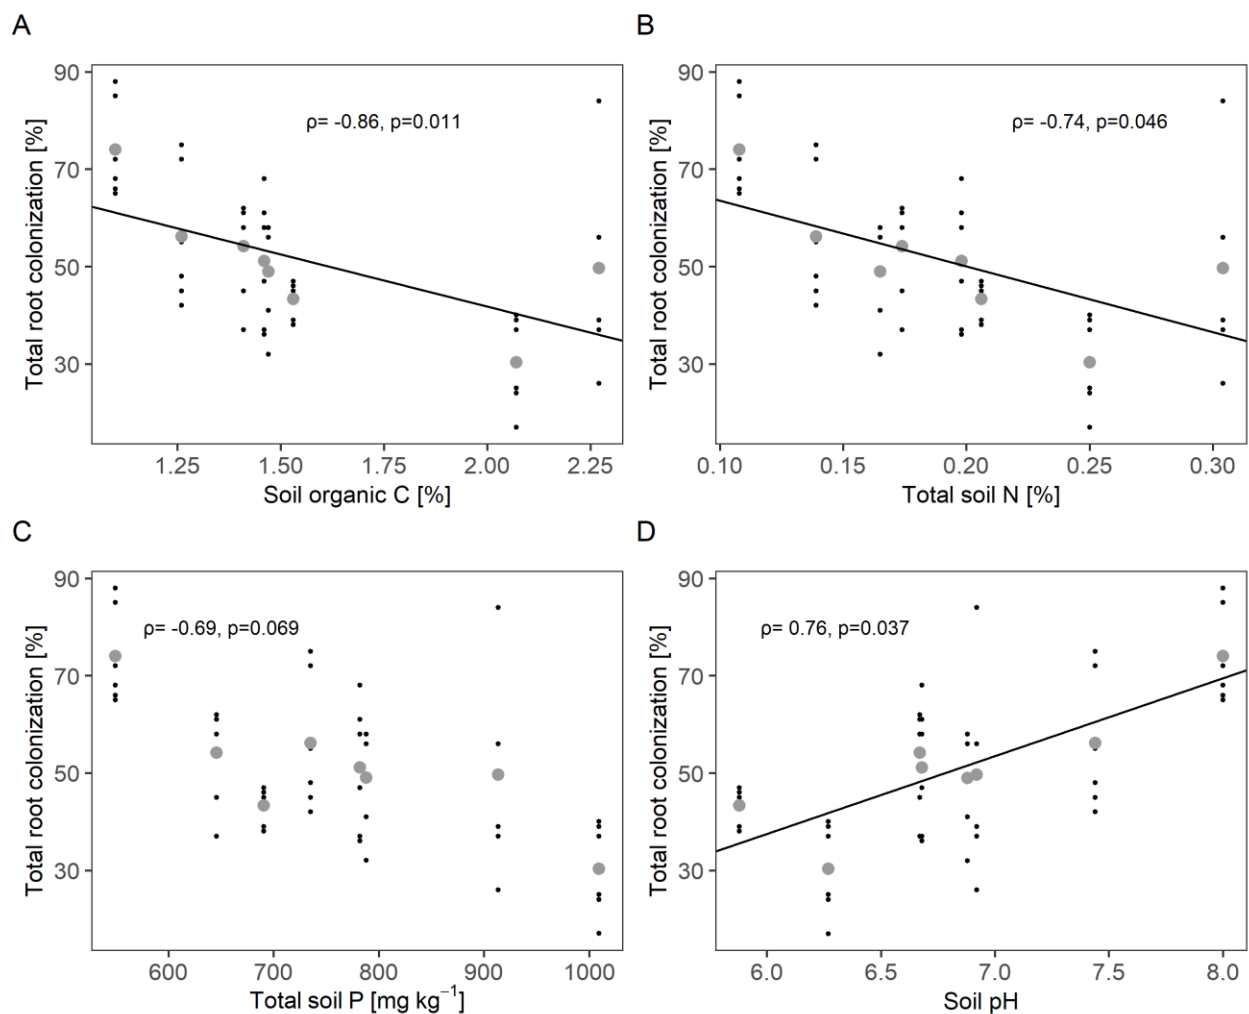 A
B
90
70
50
30
Total root colonization [%]
ρ= -0.86, p=0.011
1.25 1.50 1.75 2.00 2.25
Soil organic C [%]
90
70
50
30
Total root colonization [%]
ρ= -0.74, p=0.046
0.10 0.15 0.20 0.25 0.30
Total soil N [%]
C
D
90
70
50
30
Total root colonization [%]
ρ= -0.69, p=0.069
600 700 800 900 1000
Total soil P [mg kg⁻¹]
90
70
50
30
Total root colonization [%]
ρ= 0.76, p=0.037
6.0 6.5 7.0 7.5 8.0
Soil pH